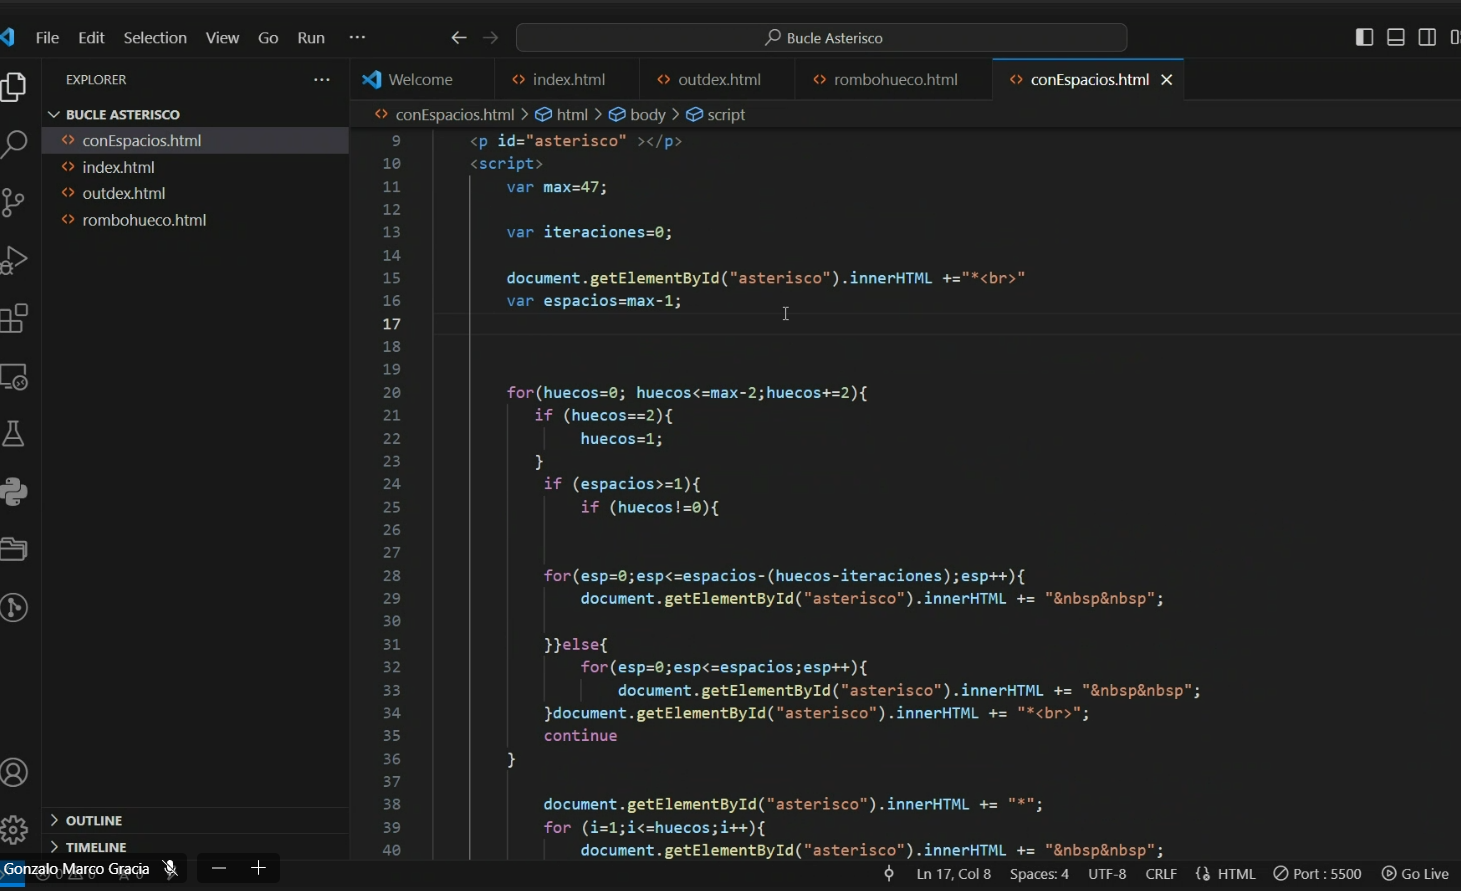 File Edit Selection View Go Run ··· Bucle Asterisco
EXPLORER ···
BUCLE ASTERISCO
conEspacios.html
index.html
outdex.html
rombohueco.html
OUTLINE
TIMELINE
Gonzalo Marco Gracia
Welcome index.html outdex.html rombohueco.html conEspacios.html
conEspacios.html > html > body > script
9 <p id="asterisco" ></p>
10 <script>
11 var max=47;
12
13 var iteraciones=0;
14
15 document.getElementById("asterisco").innerHTML +="*<br>"
16 var espacios=max-1;
17
18
19
20 for(huecos=0; huecos<=max-2;huecos+=2){
21 if (huecos==2){
22 huecos=1;
23 }
24 if (espacios>=1){
25 if (huecos!=0){
26
27
28 for(esp=0;esp<=espacios-(huecos-iteraciones);esp++){
29 document.getElementById("asterisco").innerHTML += "&nbsp&nbsp";
30
31 }}else{
32 for(esp=0;esp<=espacios;esp++){
33 document.getElementById("asterisco").innerHTML += "&nbsp&nbsp";
34 }document.getElementById("asterisco").innerHTML += "*<br>";
35 continue
36 }
37
38 document.getElementById("asterisco").innerHTML += "*";
39 for (i=1;i<=huecos;i++){
40 document.getElementById("asterisco").innerHTML += "&nbsp&nbsp";
Ln 17, Col 8 Spaces: 4 UTF-8 CRLF HTML Port : 5500 Go Live